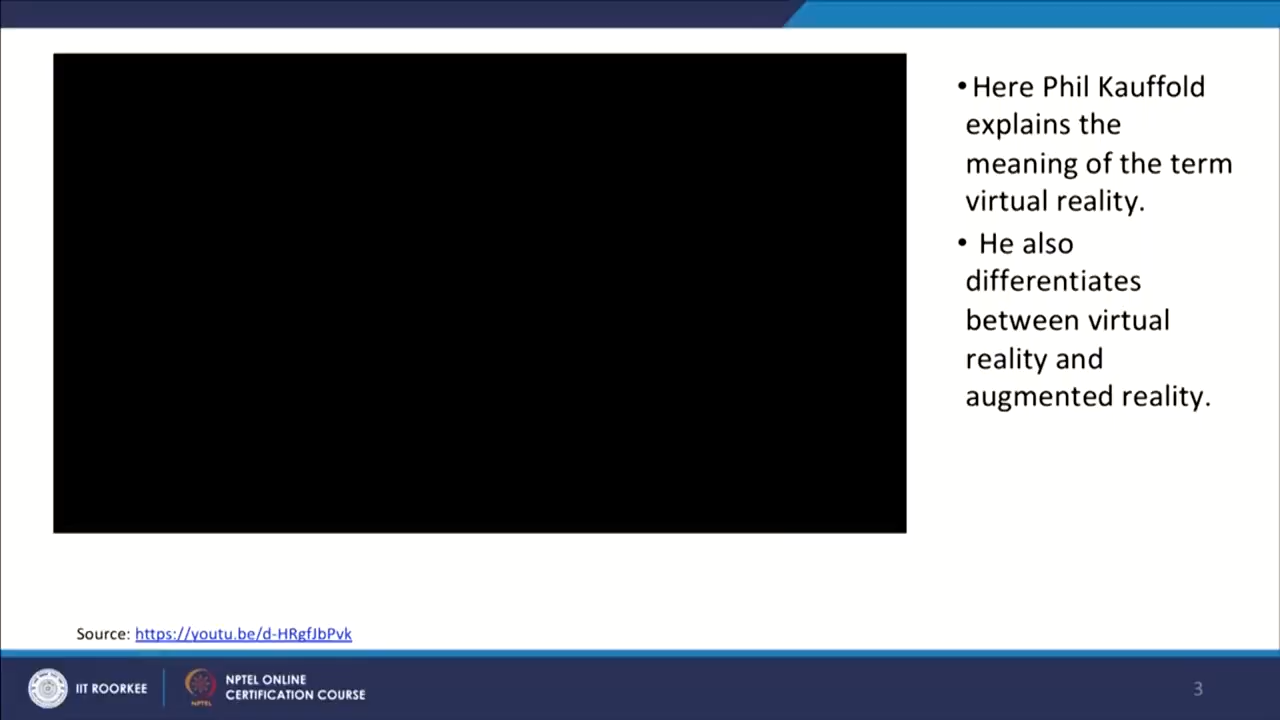 • Here Phil Kauffold
explains the
meaning of the term
virtual reality.
• He also
differentiates
between virtual
reality and
augmented reality.
Source: https://youtu.be/d-HRgfJbPvk
IIT ROORKEE
NPTEL
NPTEL ONLINE
CERTIFICATION COURSE
3